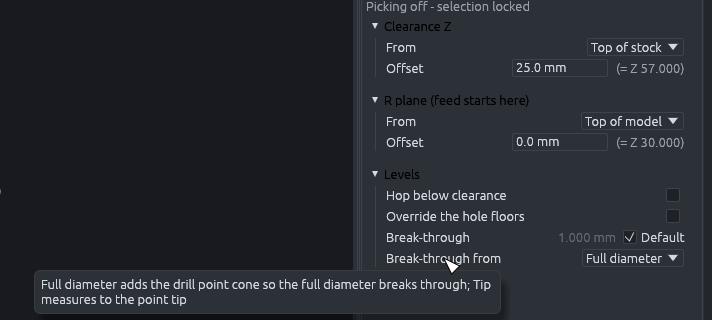 Picking off - selection locked
Clearance Z
From Top of stock
Offset 25.0 mm (= Z 57.000)
R plane (feed starts here)
From Top of model
Offset 0.0 mm (= Z 30.000)
Levels
Hop below clearance
Override the hole floors
Break-through 1.000 mm Default
Break-through from Full diameter
Full diameter adds the drill point cone so the full diameter breaks through; Tip
measures to the point tip